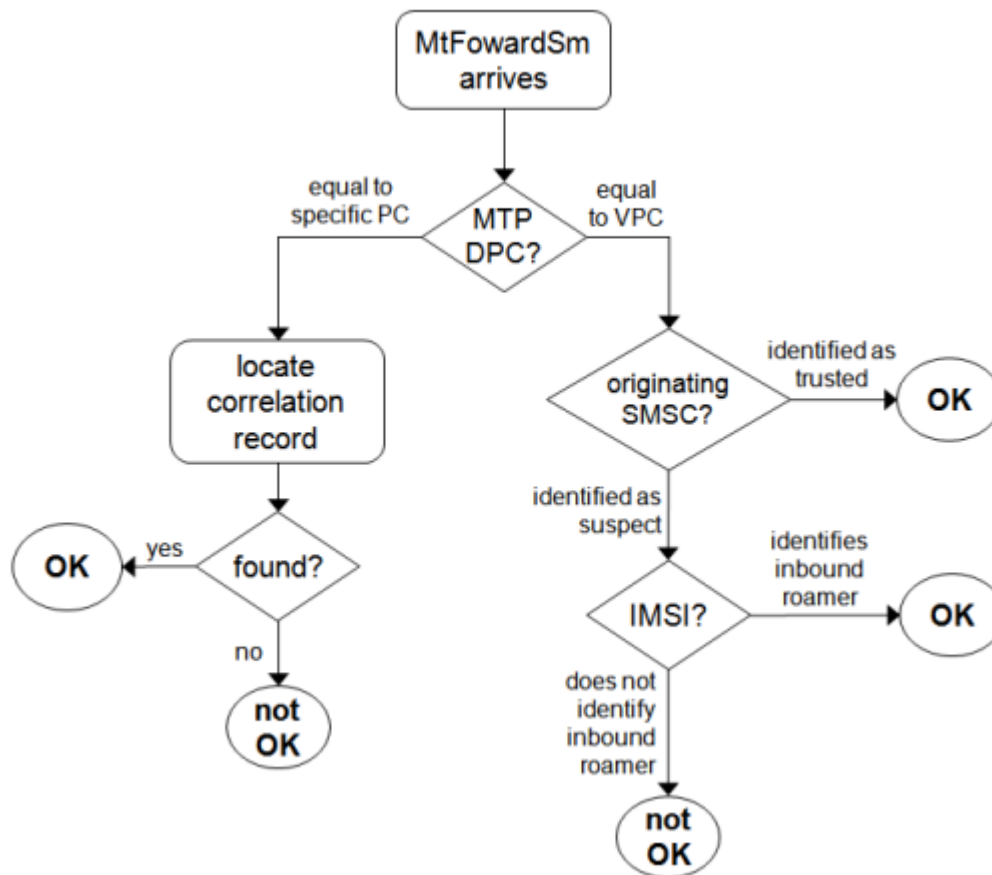 MtFowardSm
arrives
equal to
specific PC
MTP
DPC?
equal
to VPC
locate
correlation
record
originating
SMSC?
identified as
trusted
OK
identified as
suspect
OK
yes
found?
IMSI?
identifies
inbound
roamer
OK
no
not
OK
does not
identify
inbound
roamer
not
OK